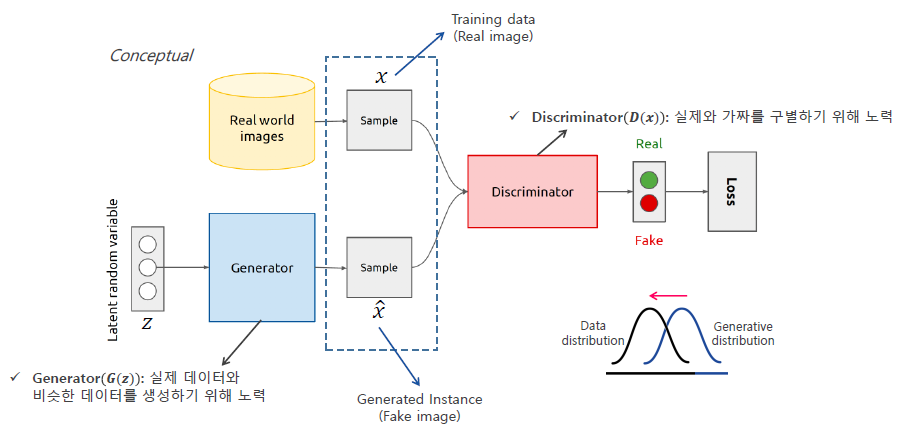 Training data
(Real image)
Conceptual
x
Real world
images
Sample
✓ Discriminator(D(x)): 실제와 가짜를 구별하기 위해 노력
Real
Discriminator
Loss
Fake
Latent random variable
z
Generator
Sample
x̂
Data
distribution
Generative
distribution
✓ Generator(G(z)): 실제 데이터와
비슷한 데이터를 생성하기 위해 노력
Generated Instance
(Fake image)